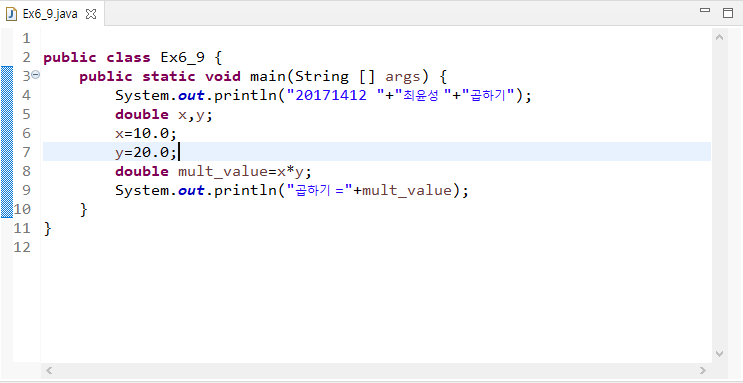 Ex6_9.java
1
2 public class Ex6_9 {
3 public static void main(String [] args) {
4 System.out.println("20171412 "+"최윤성 "+"곱하기");
5 double x,y;
6 x=10.0;
7 y=20.0;
8 double mult_value=x*y;
9 System.out.println("곱하기 ="+mult_value);
10 }
11 }
12